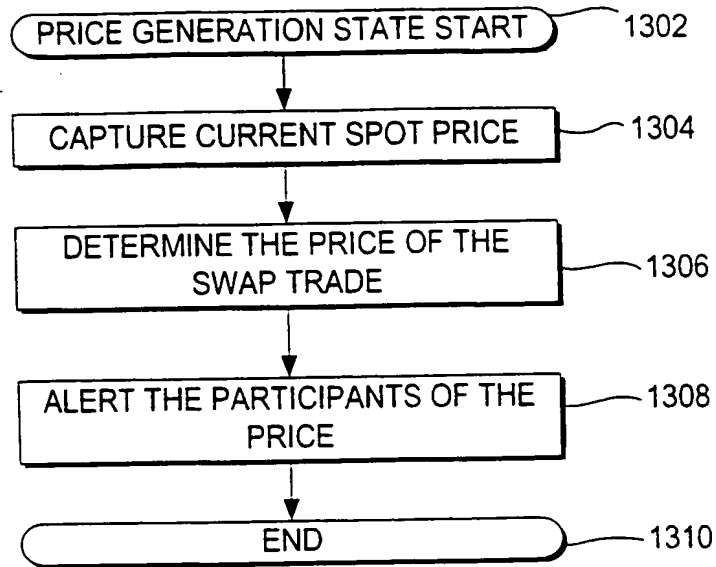 PRICE GENERATION STATE START
1302
CAPTURE CURRENT SPOT PRICE
1304
DETERMINE THE PRICE OF THE
SWAP TRADE
1306
ALERT THE PARTICIPANTS OF THE
PRICE
1308
END
1310